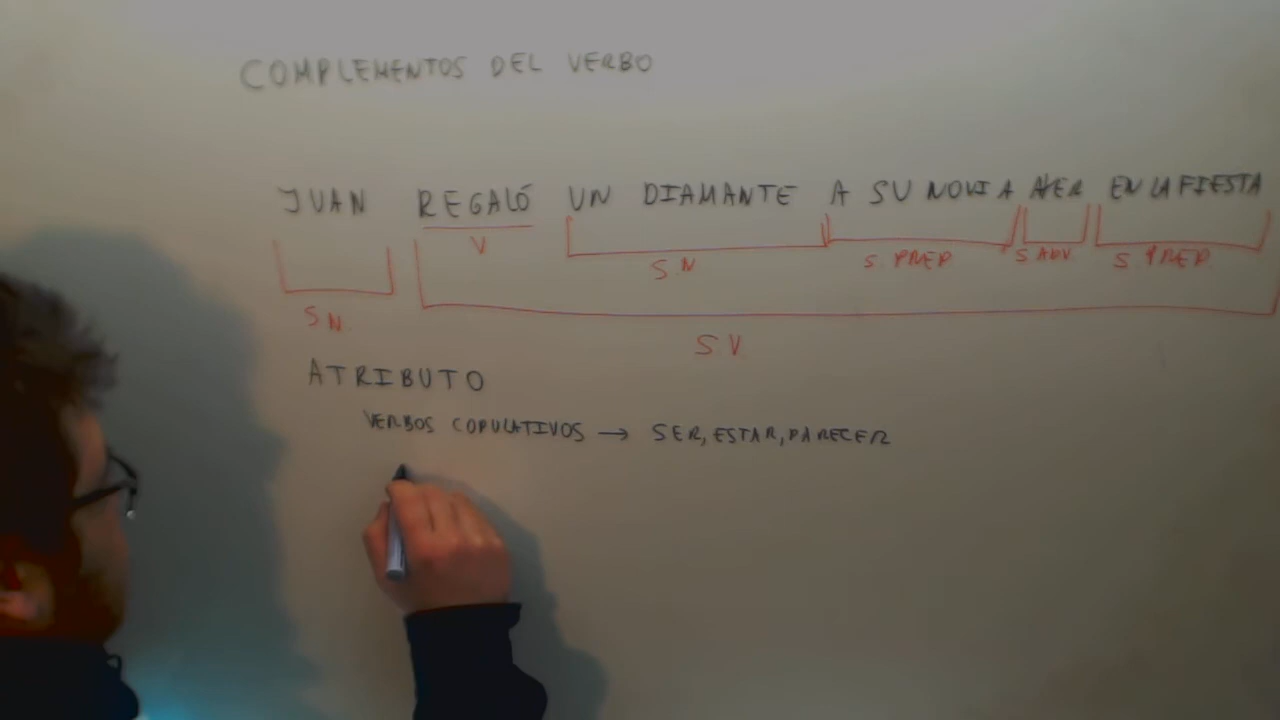 COMPLEMENTOS DEL VERBO
JUAN REGALÓ UN DIAMANTE A SU NOVIA AYER EN LA FIESTA
V SN S PREP S ADV S PREP
SN
SV
ATRIBUTO
VERBOS COPULATIVOS → SER, ESTAR, PARECER